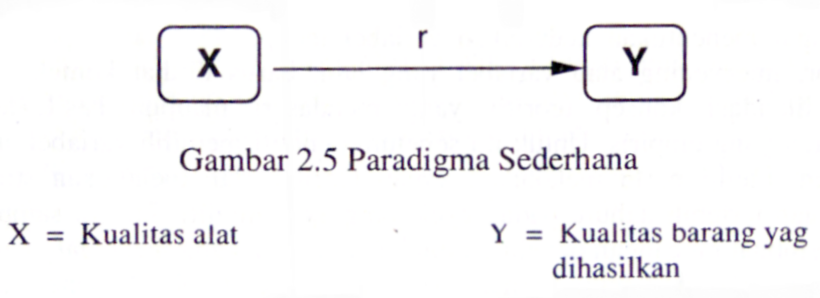 X
r
Y
Gambar 2.5 Paradigma Sederhana
X = Kualitas alat
Y = Kualitas barang yag
dihasilkan